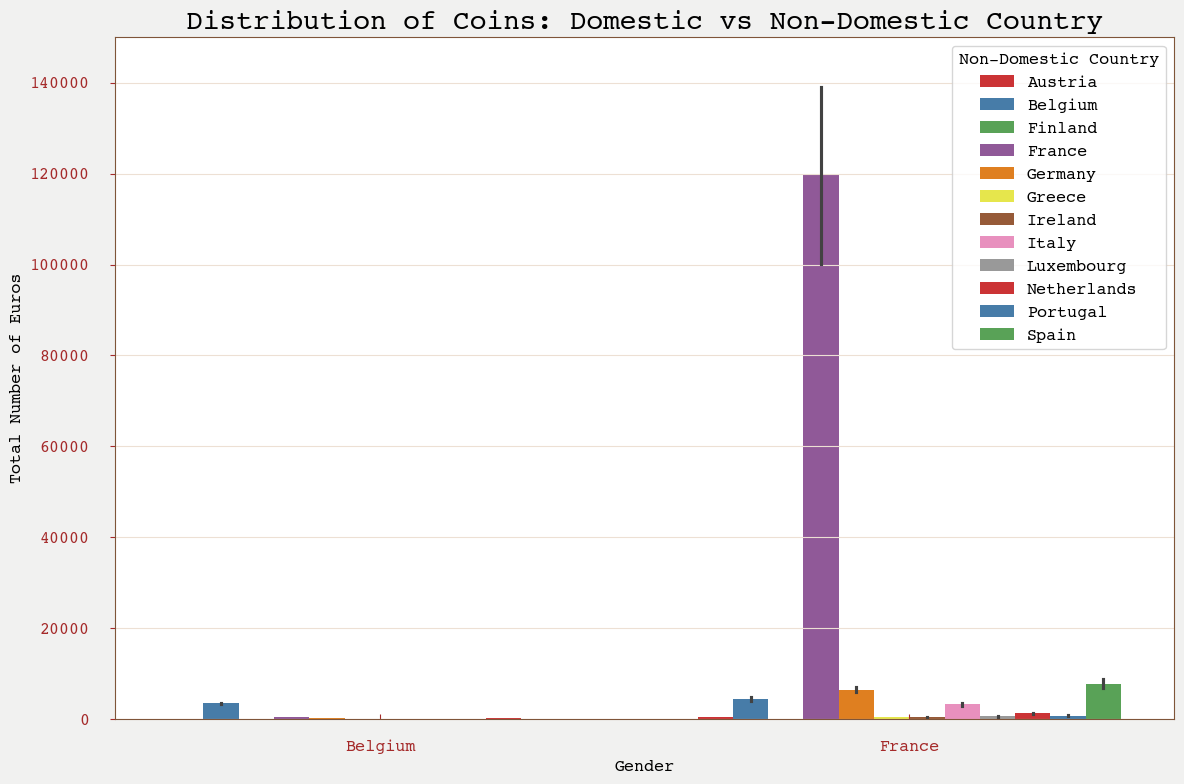 Distribution of Coins: Domestic vs Non-Domestic Country
Total Number of Euros
140000
120000
100000
80000
60000
40000
20000
0
Non-Domestic Country
Austria
Belgium
Finland
France
Germany
Greece
Ireland
Italy
Luxembourg
Netherlands
Portugal
Spain
Belgium
France
Gender